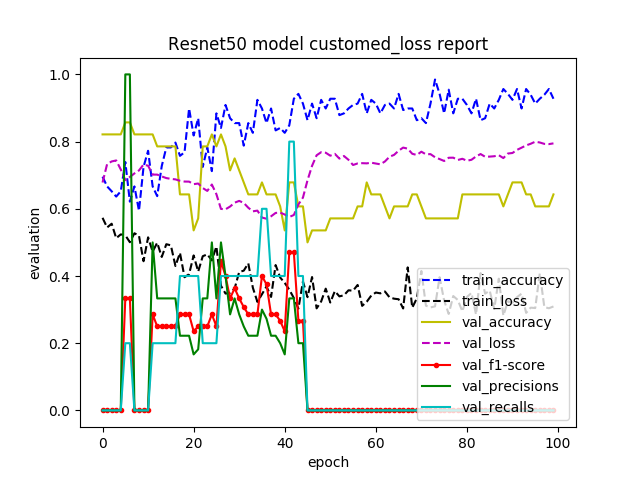 Resnet50 model customed_loss report
evaluation
1.0
0.8
0.6
0.4
0.2
0.0
train_accuracy
train_loss
val_accuracy
val_loss
val_f1-score
val_precisions
val_recalls
0 20 40 60 80 100
epoch